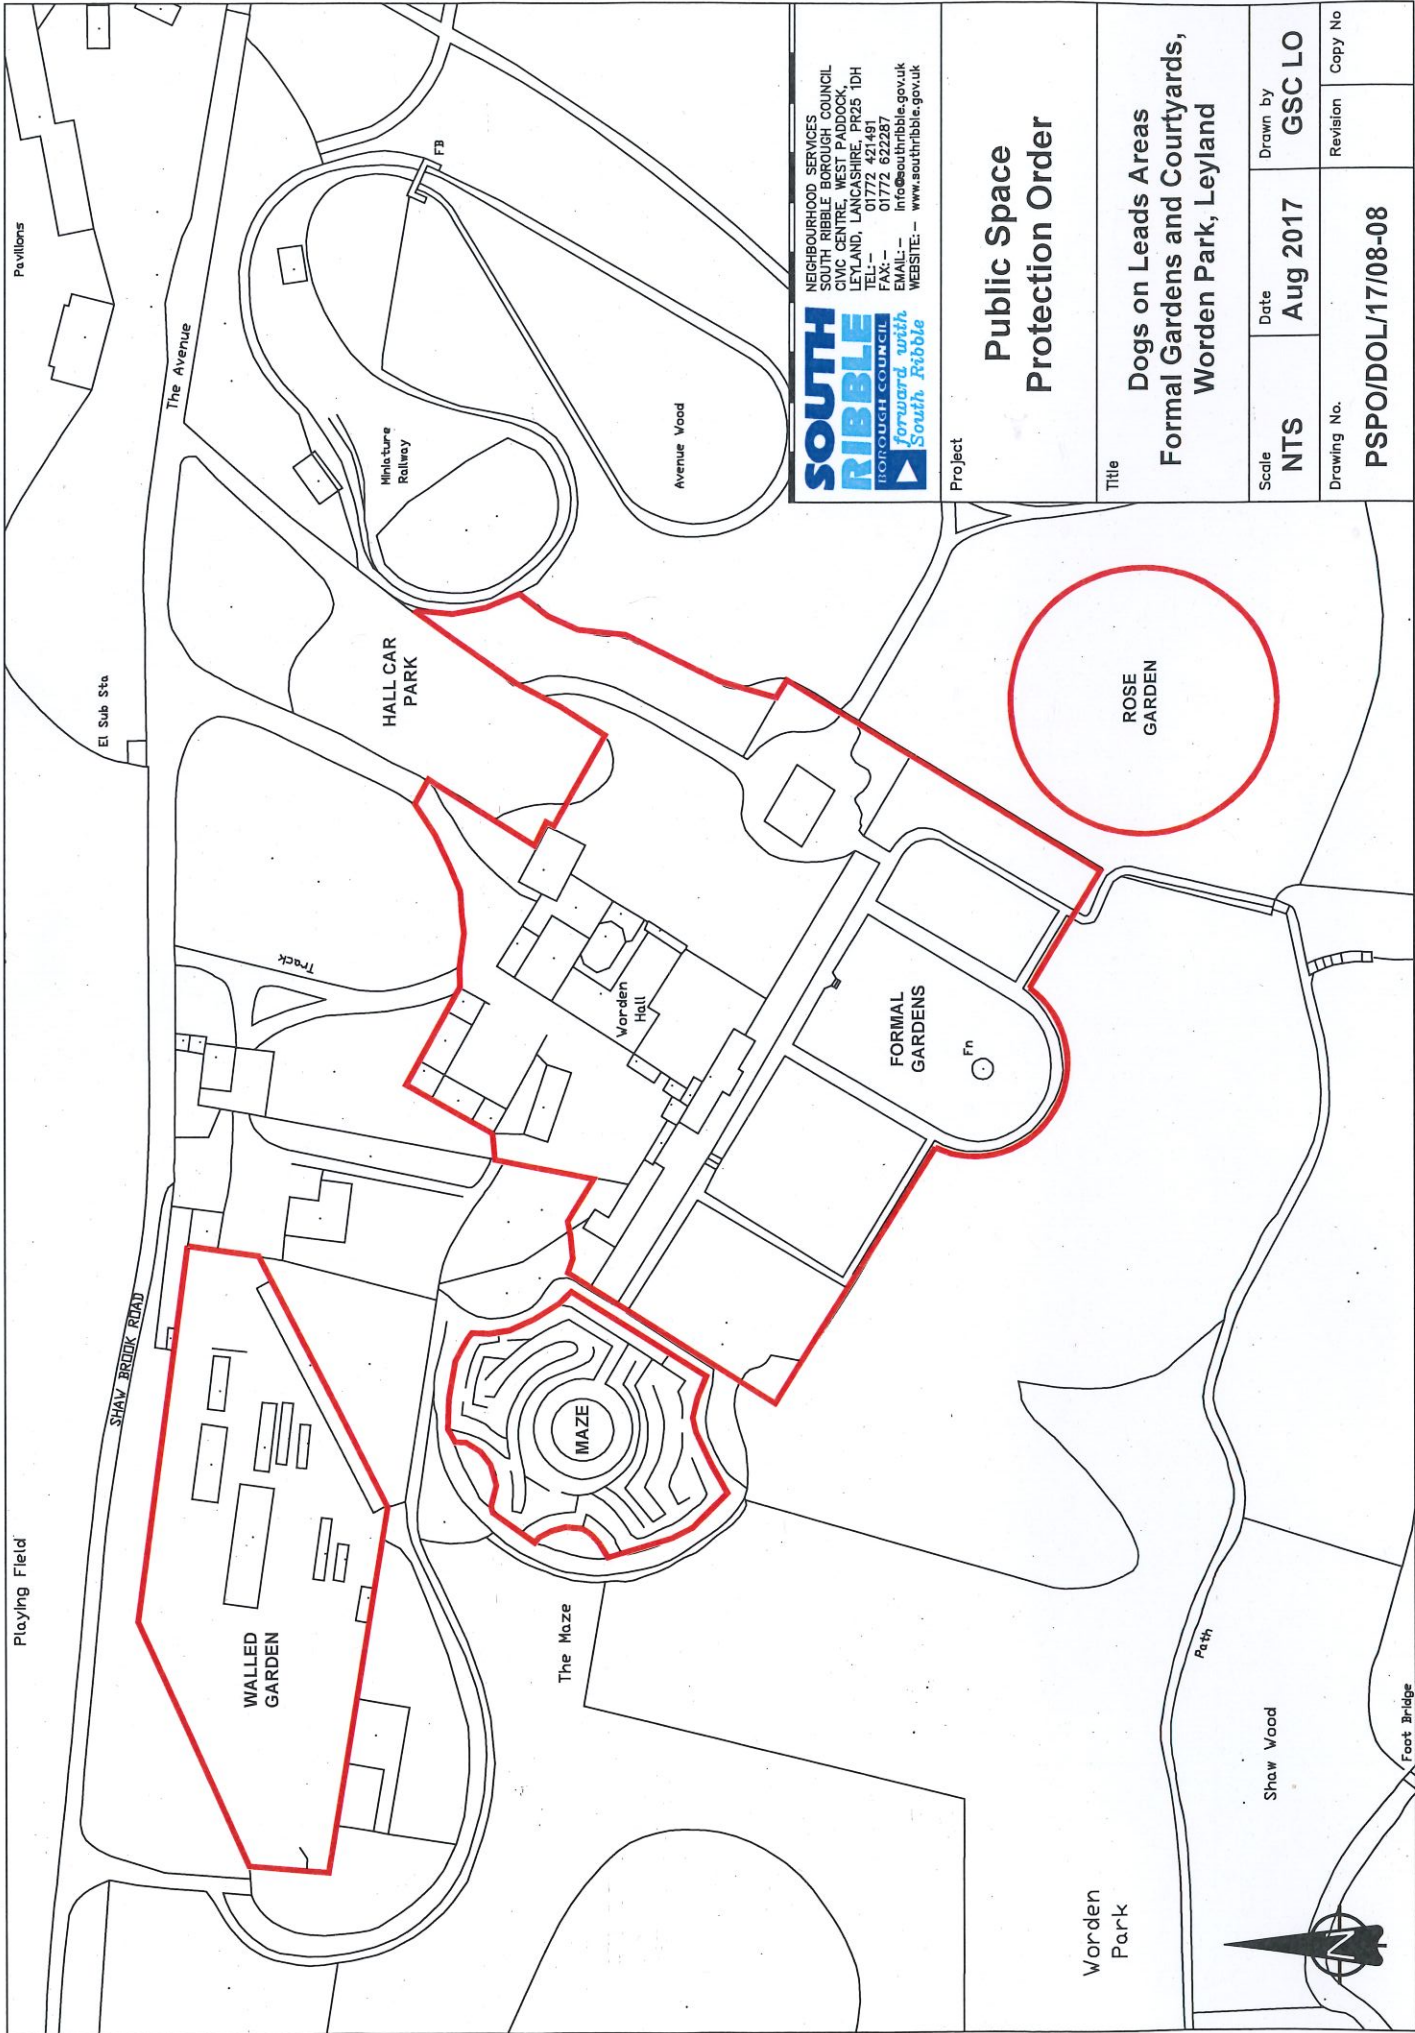 Playing Field
Pavilions
El Sub Sta
The Avenue
SHAW BROOK ROAD
Track
HALL CAR
PARK
Miniature
Railway
FB
Avenue Wood
WALLED
GARDEN
MAZE
The Maze
Worden
Hall
FORMAL
GARDENS
Fn
ROSE
GARDEN
Path
Shaw Wood
Foot Bridge
Worden
Park
N
SOUTH
RIBBLE
BOROUGH COUNCIL
forward with
South Ribble
NEIGHBOURHOOD SERVICES
SOUTH RIBBLE BOROUGH COUNCIL
CIVIC CENTRE, WEST PADDOCK,
LEYLAND, LANCASHIRE, PR25 1DH
TEL:- 01772 421491
FAX:- 01772 622287
EMAIL:- info@southribble.gov.uk
WEBSITE:- www.southribble.gov.uk
Project
Public Space
Protection Order
Title
Dogs on Leads Areas
Formal Gardens and Courtyards,
Worden Park, Leyland
Scale
NTS
Date
Aug 2017
Drawn by
GSC LO
Drawing No.
PSPO/DOL/17/08-08
Revision
Copy No